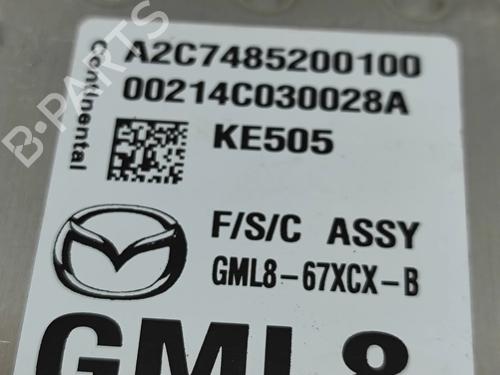 B-PARTS
Continental
A2C7485200100
00214C030028A
KE505
F/S/C ASSY
GML8-67XCX-B
GML8